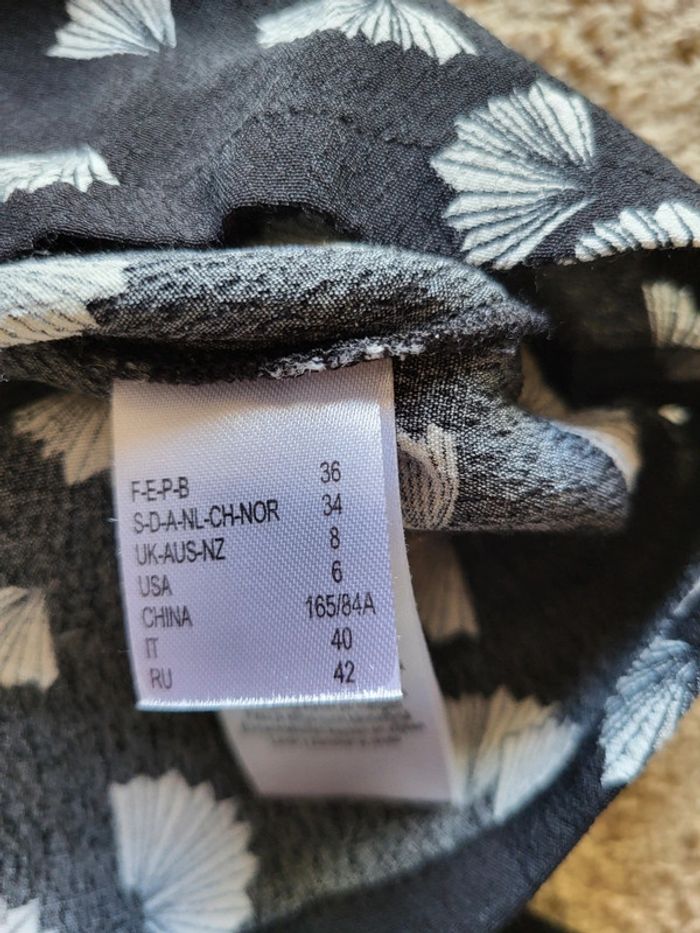 F-E-P-B 36
S-D-A-NL-CH-NOR 34
UK-AUS-NZ 8
USA 6
CHINA 165/84A
IT 40
RU 42